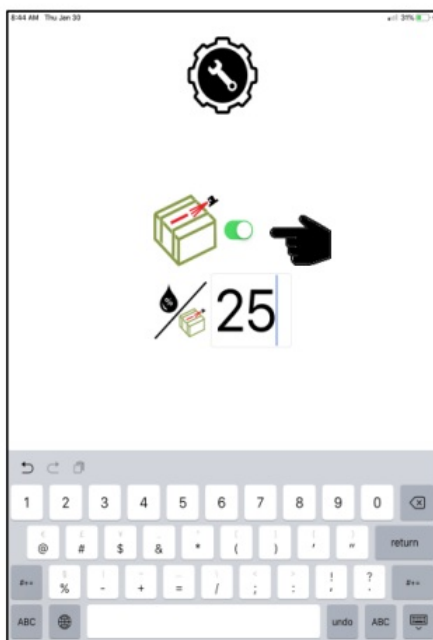 8:44 AM Thu Jan 30 31%
25
1 2 3 4 5 6 7 8 9 0
@ # $ & * ( ) ' " return
#+= % - + = / ; : ! ? #+=
ABC undo ABC